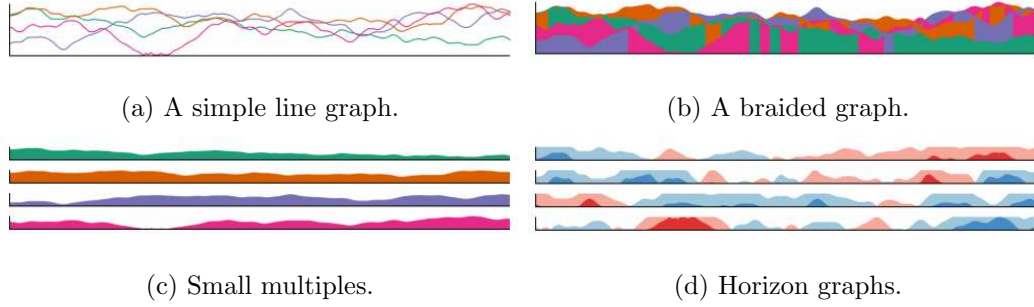 (a) A simple line graph.
(b) A braided graph.
(c) Small multiples.
(d) Horizon graphs.